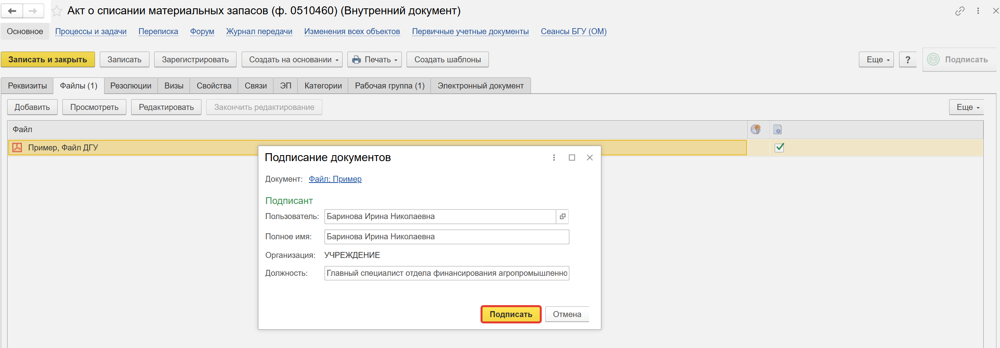 Акт о списании материальных запасов (ф. 0510460) (Внутренний документ)
Основное Процессы и задачи Переписка Форум Журнал передачи Изменения всех объектов Первичные учетные документы Сеансы БГУ (ОМ)
Записать и закрыть Записать Зарегистрировать Создать на основании Печать Создать шаблоны Еще ? Подписать
Реквизиты Файлы (1) Резолюции Визы Свойства Связи ЭП Категории Рабочая группа (1) Электронный документ
Добавить Просмотреть Редактировать Закончить редактирование Еще
Файл
Пример, Файл ДГУ
Подписание документов
Документ: Файл: Пример
Подписант
Пользователь: Баринова Ирина Николаевна
Полное имя: Баринова Ирина Николаевна
Организация: УЧРЕЖДЕНИЕ
Должность: Главный специалист отдела финансирования агропромышленно
Подписать Отмена